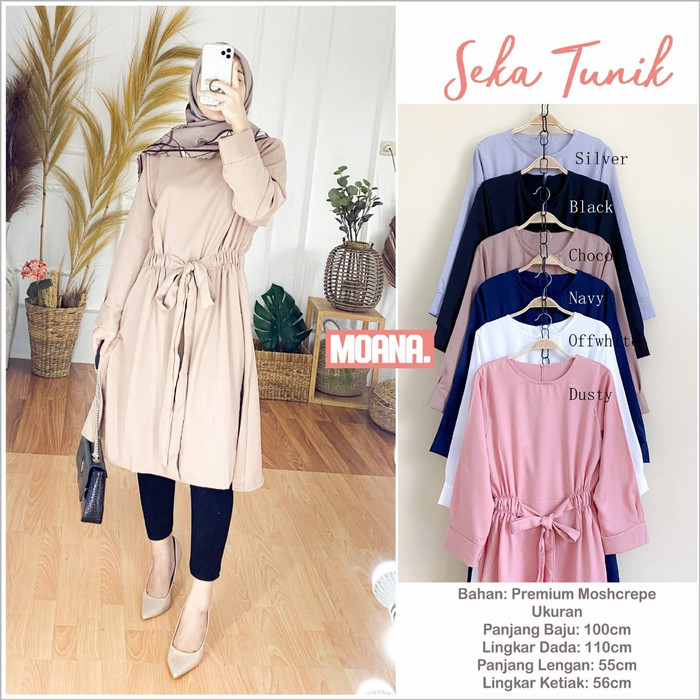 Seka Tunik
Silver
Black
Choco
Navy
Offwhite
Dusty
MOANA.
Bahan: Premium Moshcrepe
Ukuran
Panjang Baju: 100cm
Lingkar Dada: 110cm
Panjang Lengan: 55cm
Lingkar Ketiak: 56cm